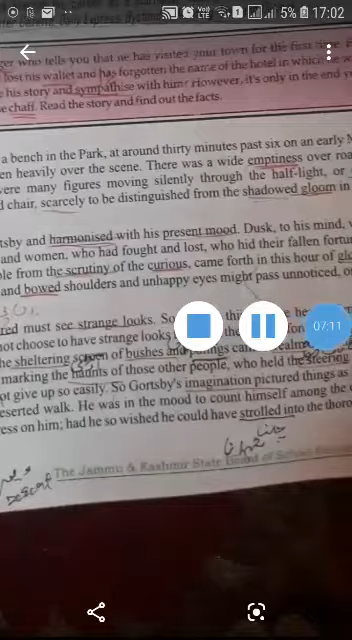 5% 17:02
ger who tells you that he has visited your town for the first time.
lost his wallet and has forgotten the name of the hotel in which he
his story and sympathise with him? However, it's only in the end
e chaff. Read the story and find out the facts.
a bench in the Park, at around thirty minutes past six on an early M
en heavily over the scene. There was a wide emptiness over roa
vere many figures moving silently through the half-light, or
d chair, scarcely to be distinguished from the shadowed gloom in
tsby and harmonised with his present mood. Dusk, to his mind,
and women, who had fought and lost, who hid their fallen fortun
ble from the scrutiny of the curious, came forth in this hour of glo
and bowed shoulders and unhappy eyes might pass unnoticed, or
red must see strange looks. So
not choose to have strange looks
the sheltering screen of bushes and
07:11
marking the haunts of those other people, who held the steering
pt give up so easily. So Gortsby's imagination pictured things as
eserted walk. He was in the mood to count himself among the
ress on him; had he so wished he could have strolled into the thoro
The Jammu & Kashmir State Board of School